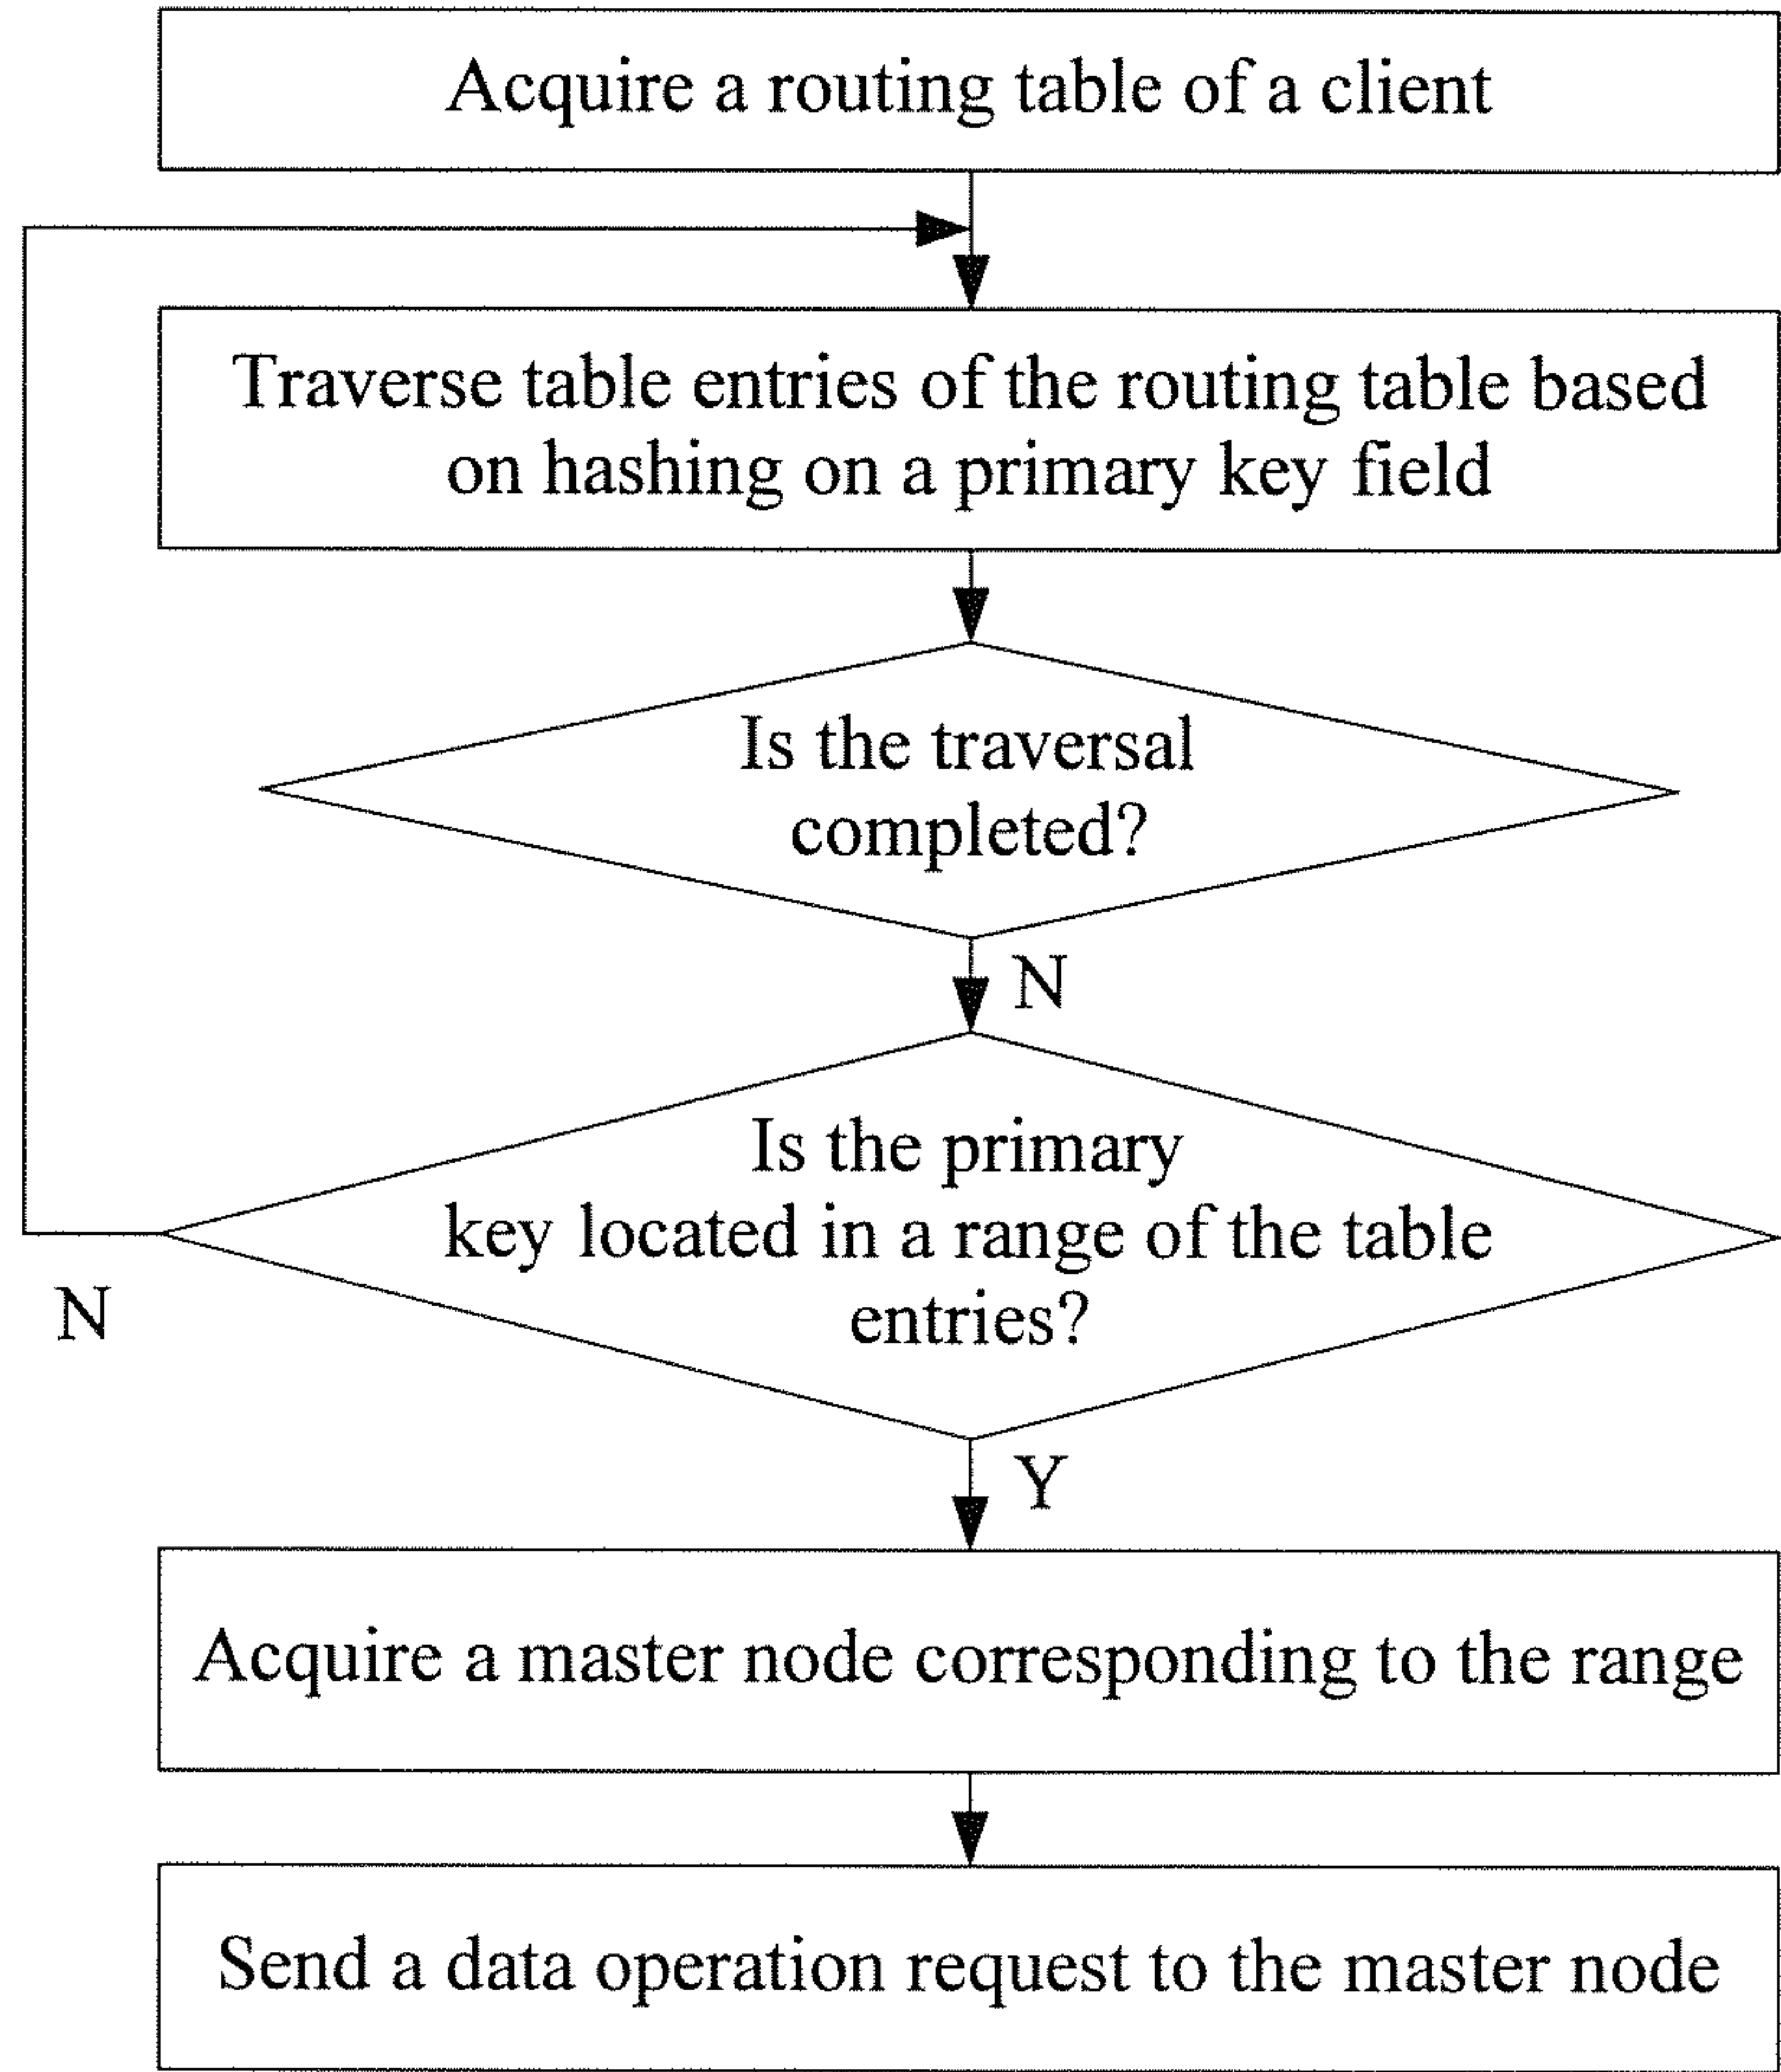 Acquire a routing table of a client
Traverse table entries of the routing table based
on hashing on a primary key field
Is the traversal
completed?
N
Is the primary
key located in a range of the table
entries?
N
Y
Acquire a master node corresponding to the range
Send a data operation request to the master node